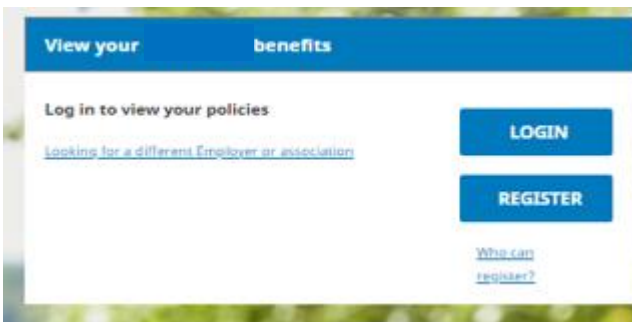 View your benefits
Log in to view your policies
Looking for a different Employer or association
LOGIN
REGISTER
Who can
register?